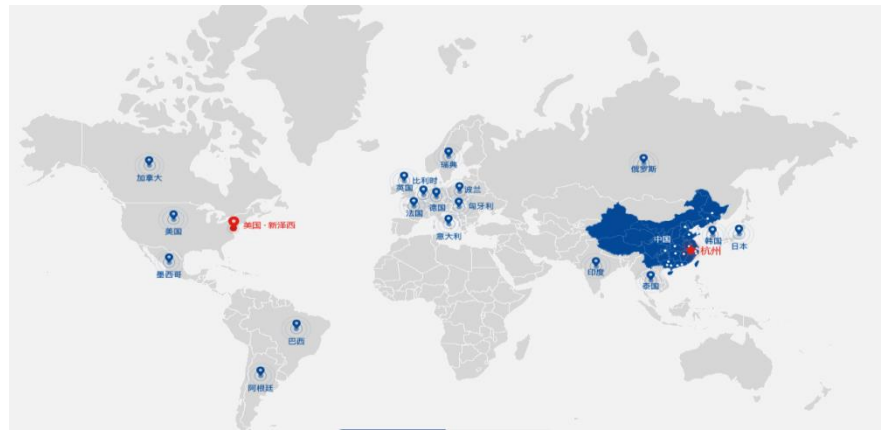 瑞典
俄罗斯
加拿大
英国
比利时
德国
波兰
法国
匈牙利
意大利
美国
美国·新泽西
中国
韩国
日本
杭州
墨西哥
印度
泰国
巴西
阿根廷